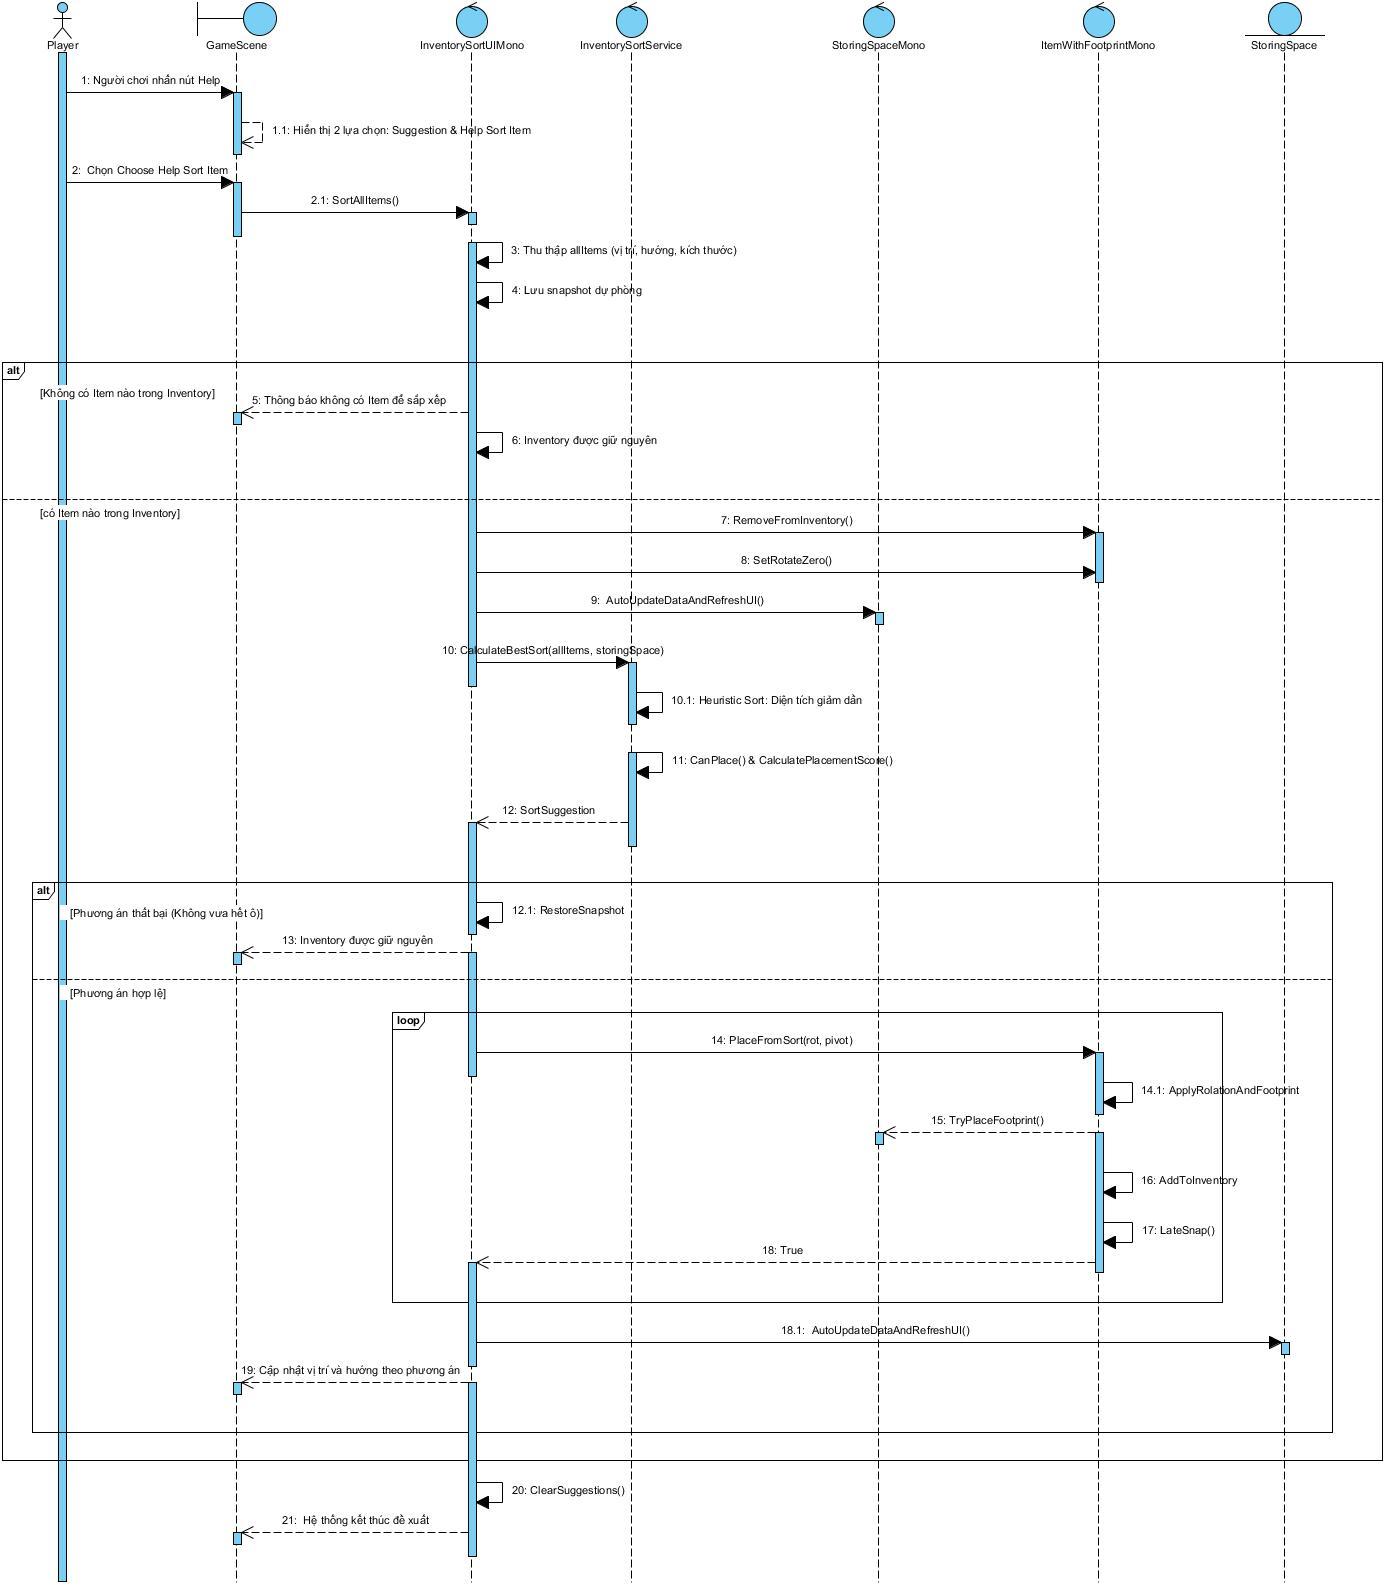 Player
GameScene
InventorySortUIMono
InventorySortService
StoringSpaceMono
ItemWithFootprintMono
StoringSpace
1: Người chơi nhấn nút Help
1.1: Hiển thị 2 lựa chọn: Suggestion & Help Sort Item
2:  Chọn Choose Help Sort Item
2.1: SortAllItems()
3: Thu thập allItems (vị trí, hướng, kích thước)
4: Lưu snapshot dự phòng
alt
[Không có Item nào trong Inventory]
5: Thông báo không có Item để sắp xếp
6: Inventory được giữ nguyên
[có Item nào trong Inventory]
7: RemoveFromInventory()
8: SetRotateZero()
9:  AutoUpdateDataAndRefreshUI()
10: CalculateBestSort(allItems, storingSpace)
10.1: Heuristic Sort: Diện tích giảm dần
11: CanPlace() & CalculatePlacementScore()
12: SortSuggestion
alt
[Phương án thất bại (Không vừa hết ô)]
12.1: RestoreSnapshot
13: Inventory được giữ nguyên
[Phương án hợp lệ]
loop
14: PlaceFromSort(rot, pivot)
14.1: ApplyRolationAndFootprint
15: TryPlaceFootprint()
16: AddToInventory
17: LateSnap()
18: True
18.1:  AutoUpdateDataAndRefreshUI()
19: Cập nhật vị trí và hướng theo phương án
20: ClearSuggestions()
21:  Hệ thống kết thúc đề xuất